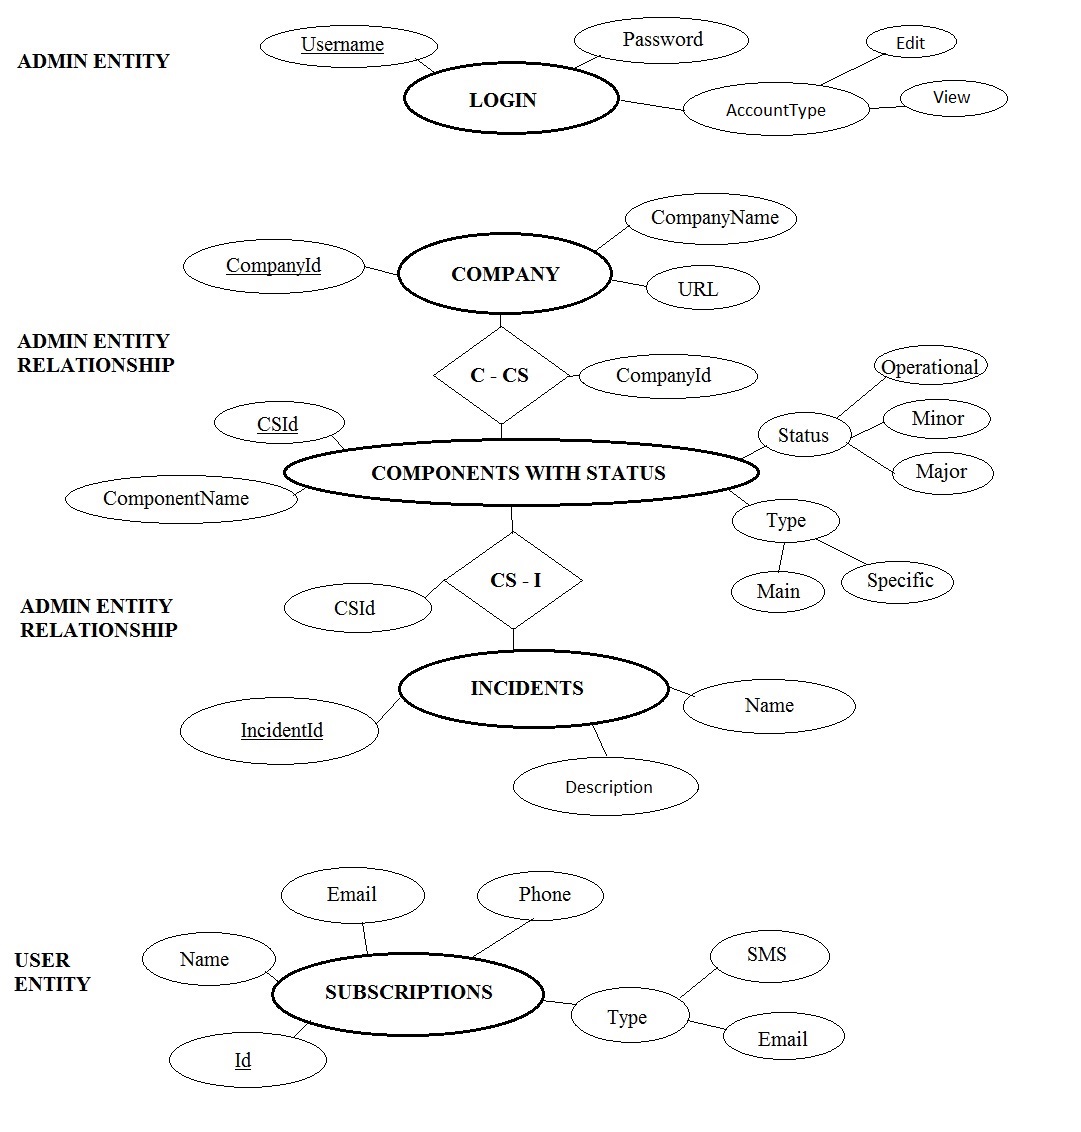 ADMIN ENTITY
Username
Password
Edit
LOGIN
AccountType
View
CompanyName
CompanyId
COMPANY
URL
ADMIN ENTITY
RELATIONSHIP
C - CS
CompanyId
Operational
CSId
Status
Minor
COMPONENTS WITH STATUS
Major
ComponentName
Type
CS - I
Main
Specific
ADMIN ENTITY
RELATIONSHIP
CSId
INCIDENTS
Name
IncidentId
Description
Email
Phone
USER
ENTITY
Name
SMS
SUBSCRIPTIONS
Type
Email
Id